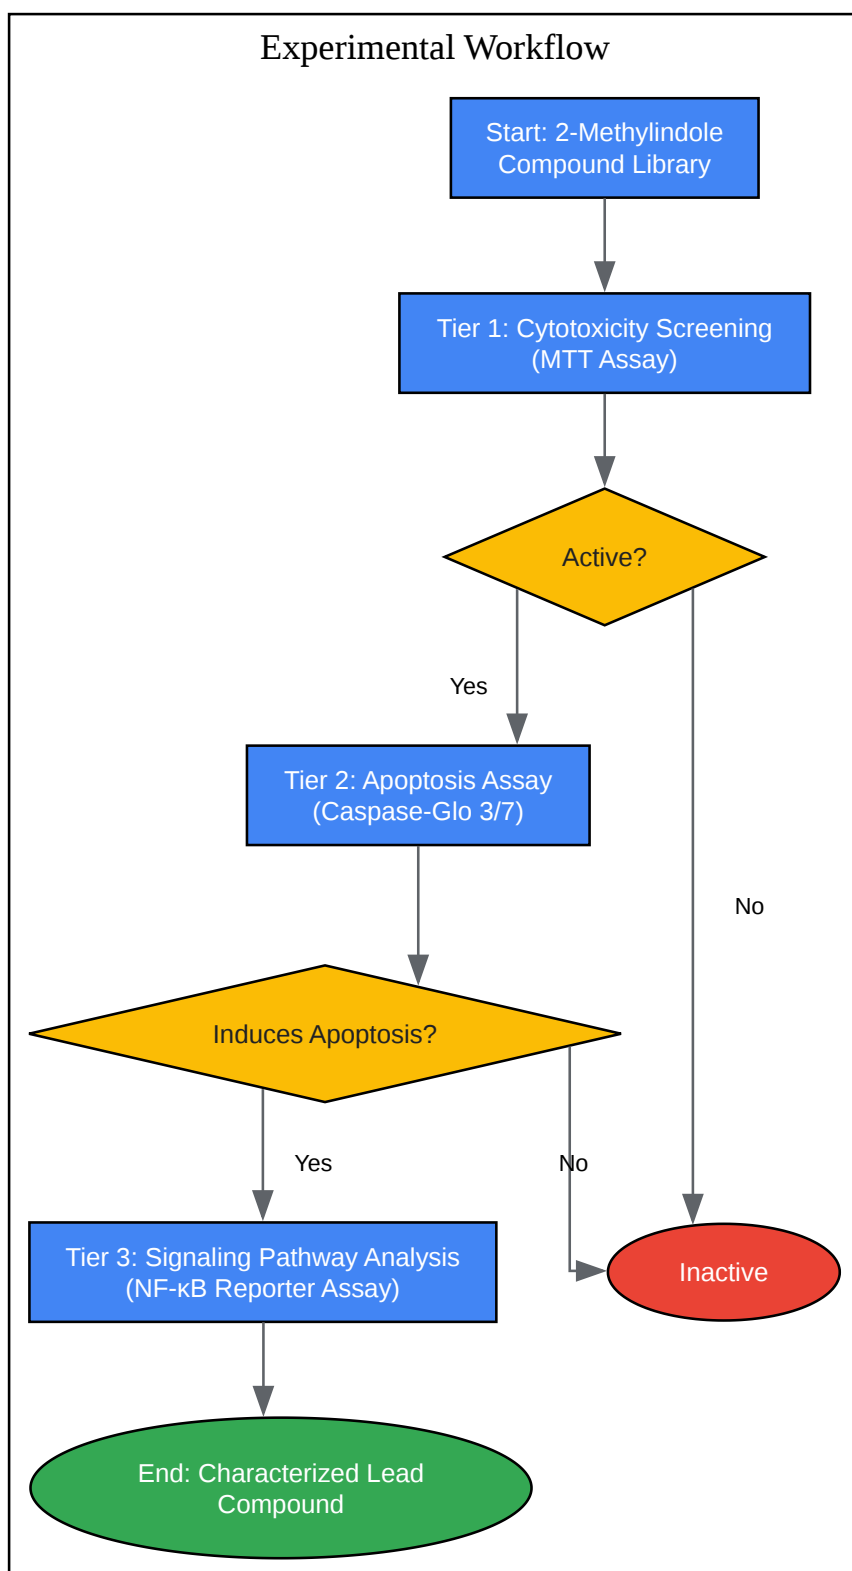 Experimental Workflow
Start: 2-Methylindole
Compound Library
Tier 1: Cytotoxicity Screening
(MTT Assay)
Active?
Yes
Tier 2: Apoptosis Assay
(Caspase-Glo 3/7)
No
Induces Apoptosis?
Yes
No
Tier 3: Signaling Pathway Analysis
(NF-κB Reporter Assay)
Inactive
End: Characterized Lead
Compound